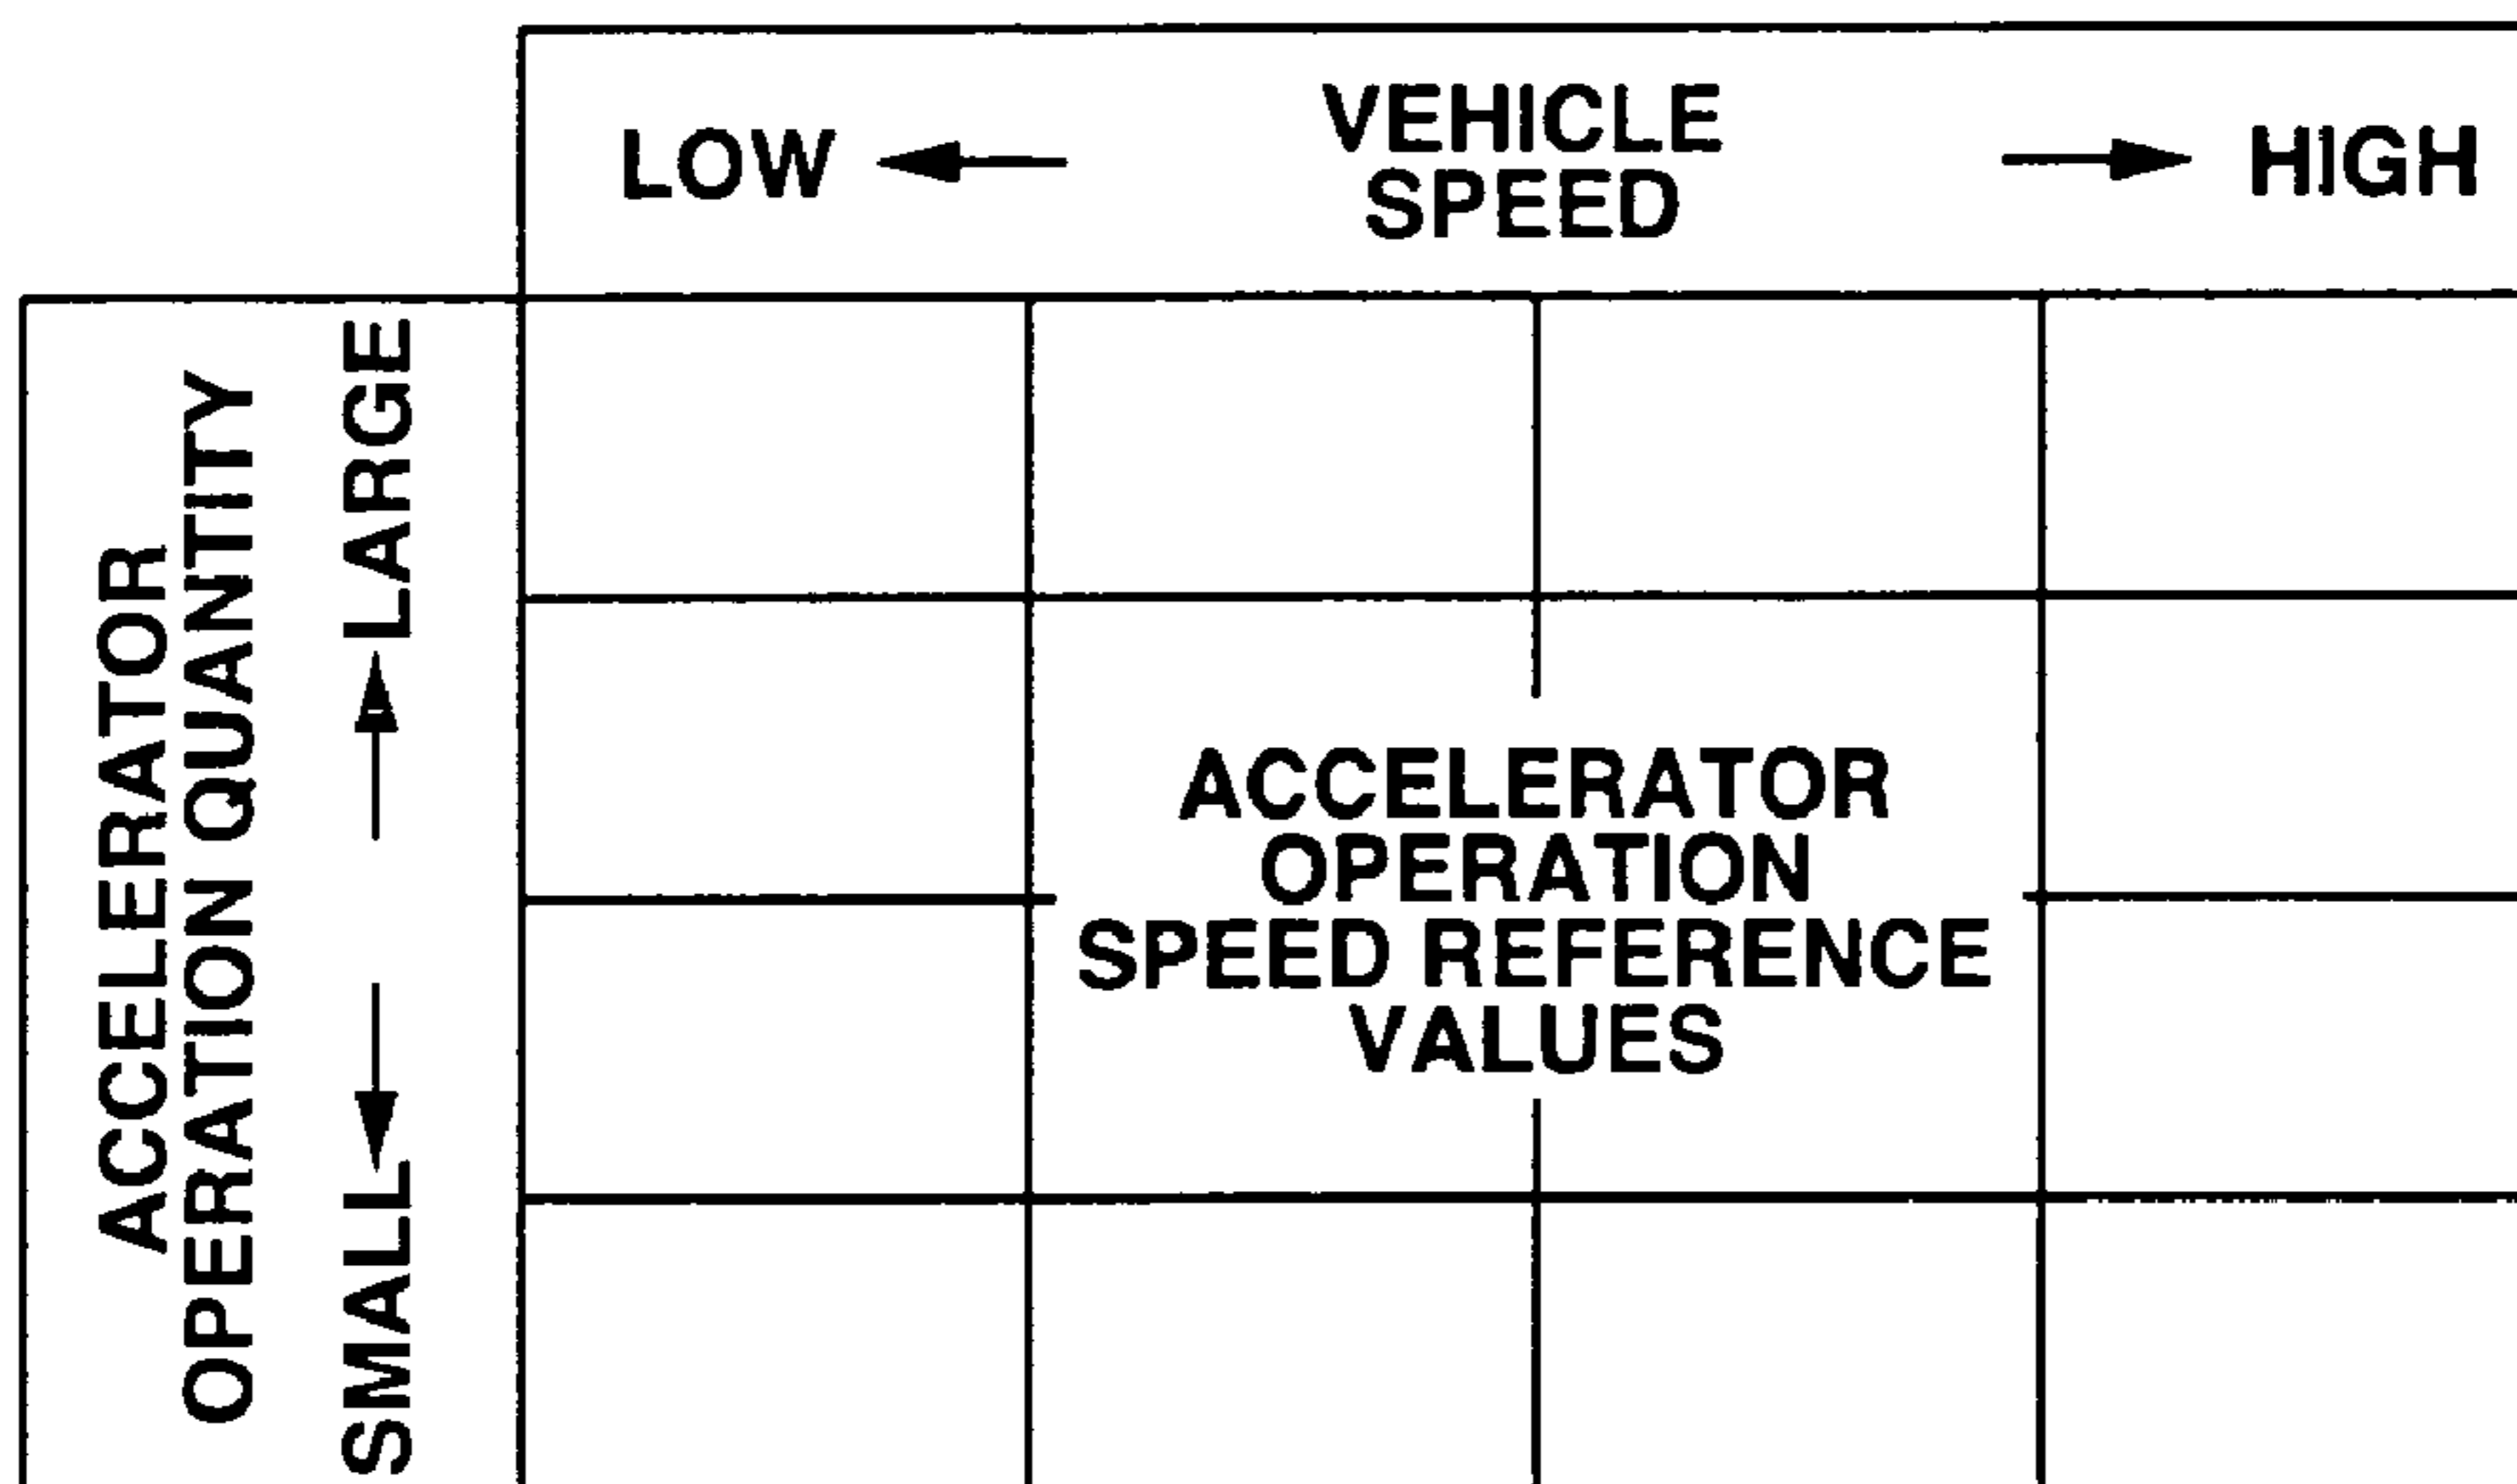 VEHICLE
SPEED
LOW
HIGH
ACCELERATOR
OPERATION QUANTITY
LARGE
SMALL
ACCELERATOR
OPERATION
SPEED REFERENCE
VALUES